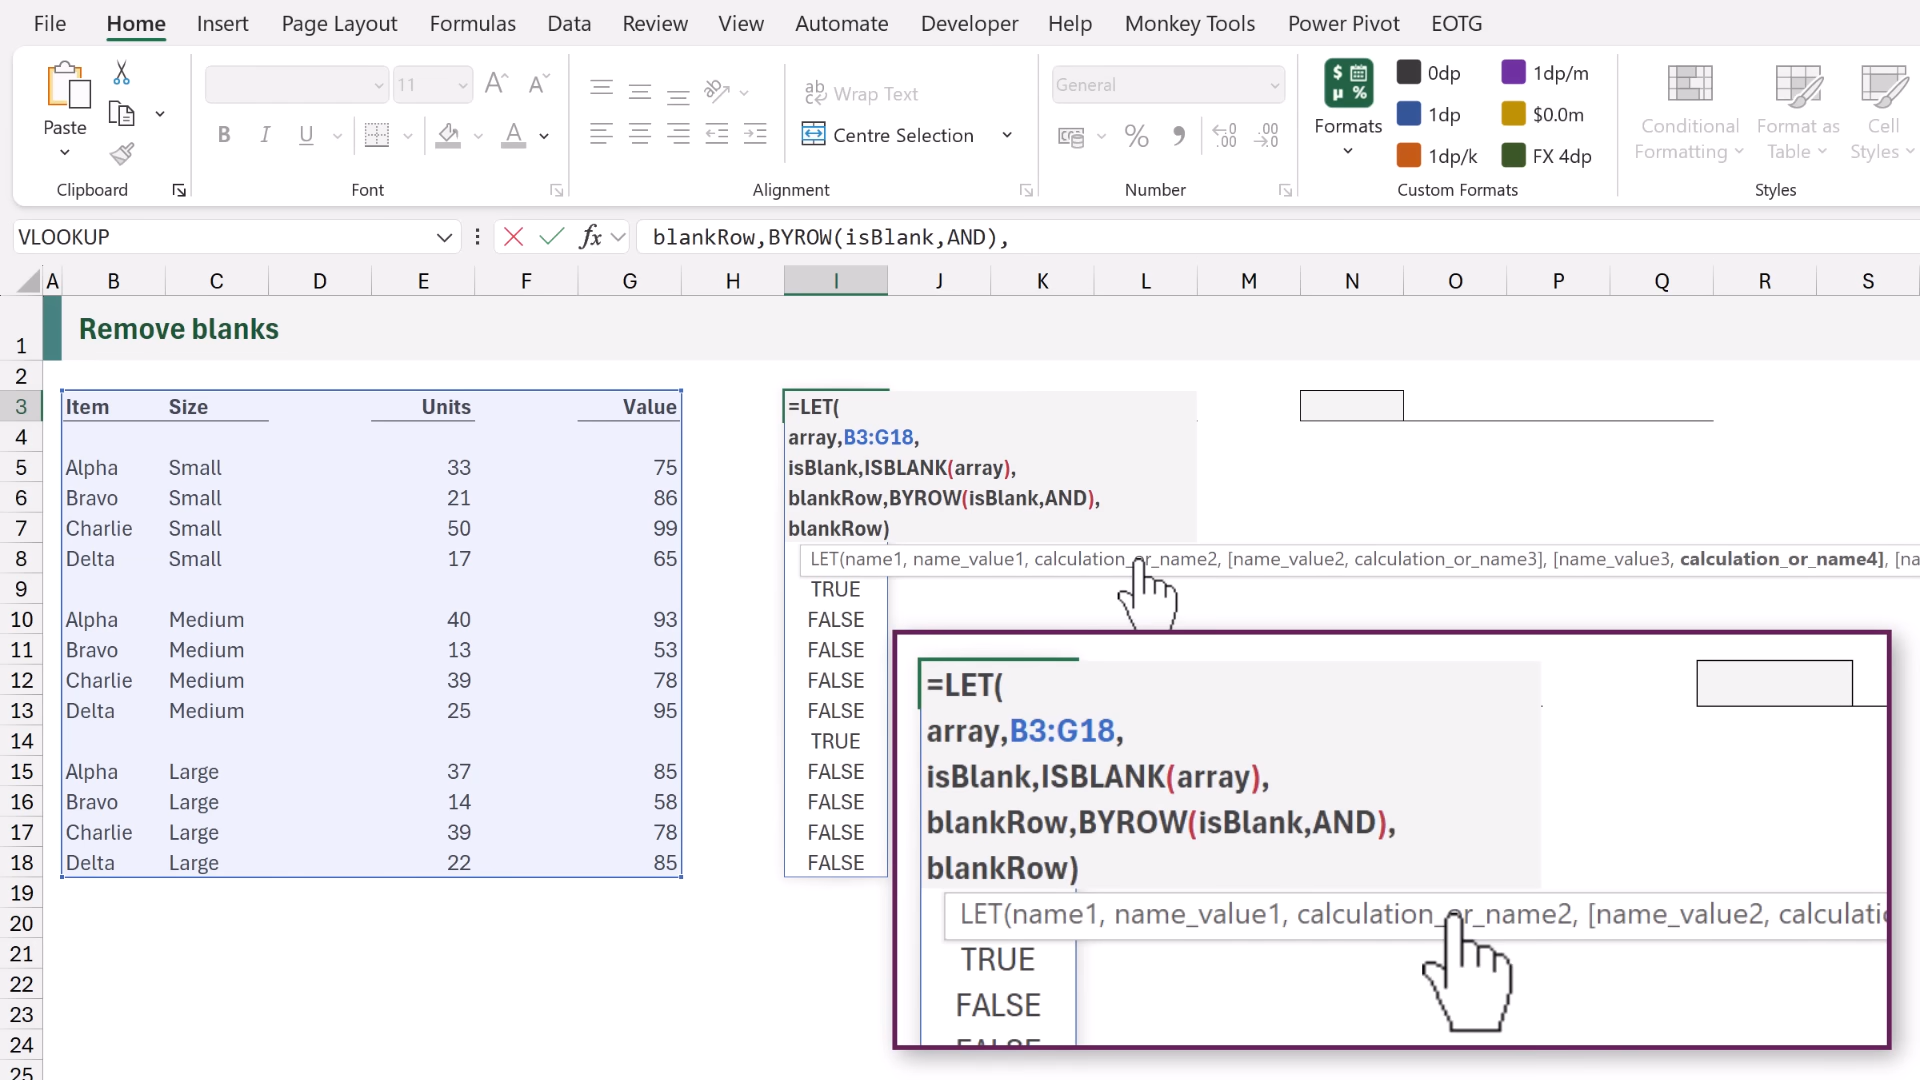 File Home Insert Page Layout Formulas Data Review View Automate Developer Help Monkey Tools Power Pivot EOTG
Paste
Clipboard
11
B I U A
Font
ab Wrap Text
Centre Selection
Alignment
General
% 9 .00 .00
Number
Formats
0dp 1dp/m
1dp $0.0m
1dp/k FX 4dp
Custom Formats
Conditional Formatting
Format as Table
Cell Styles
Styles
VLOOKUP fx blankRow,BYROW(isBlank,AND),
A B C D E F G H I J K L M N O P Q R S
1 Remove blanks
2
3 Item Size Units Value =LET(
4 array,B3:G18,
5 Alpha Small 33 75 isBlank,ISBLANK(array),
6 Bravo Small 21 86 blankRow,BYROW(isBlank,AND),
7 Charlie Small 50 99 blankRow)
8 Delta Small 17 65 LET(name1, name_value1, calculation_or_name2, [name_value2, calculation_or_name3], [name_value3, calculation_or_name4], [na
9 TRUE
10 Alpha Medium 40 93 FALSE
11 Bravo Medium 13 53 FALSE
12 Charlie Medium 39 78 FALSE
13 Delta Medium 25 95 FALSE
14 TRUE
15 Alpha Large 37 85 FALSE
16 Bravo Large 14 58 FALSE
17 Charlie Large 39 78 FALSE
18 Delta Large 22 85 FALSE
19
20
21
22
23
24
25
=LET(
array,B3:G18,
isBlank,ISBLANK(array),
blankRow,BYROW(isBlank,AND),
blankRow)
LET(name1, name_value1, calculation_or_name2, [name_value2, calculati
TRUE
FALSE
FALSE